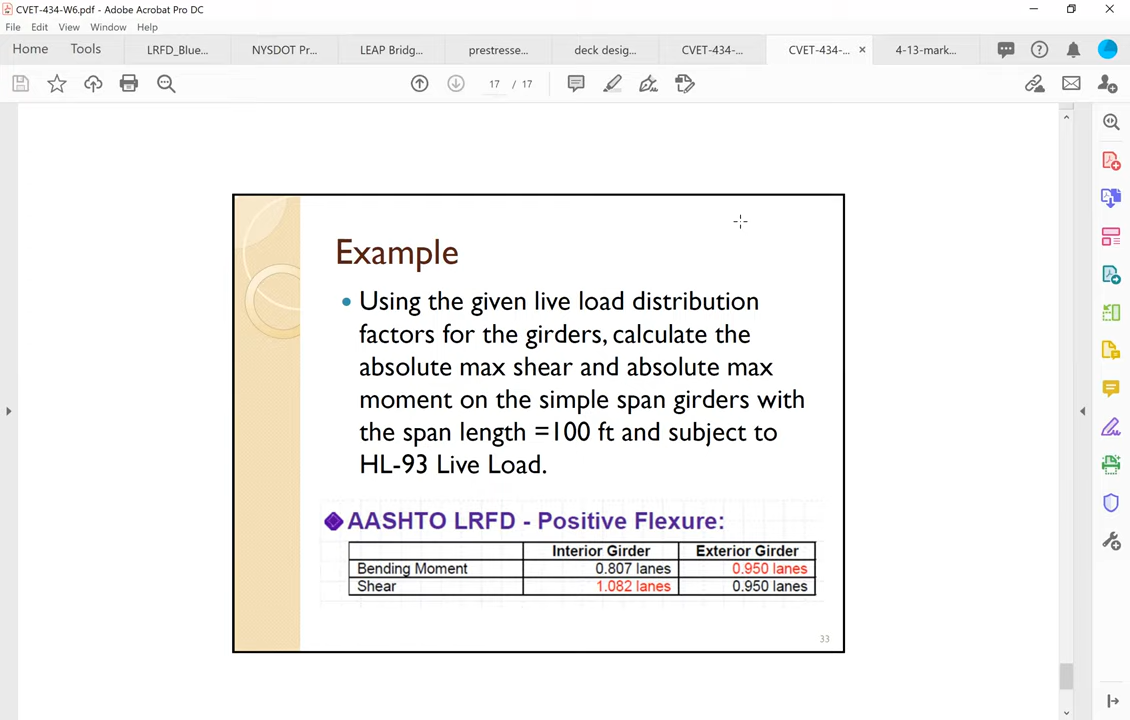 CVET-434-W6.pdf - Adobe Acrobat Pro DC
File Edit View Window Help
Home Tools LRFD_Blue... NYSDOT Pr... LEAP Bridg... prestresse... deck desig... CVET-434-... CVET-434-... × 4-13-mark...
17 / 17
Example
• Using the given live load distribution
factors for the girders, calculate the
absolute max shear and absolute max
moment on the simple span girders with
the span length =100 ft and subject to
HL-93 Live Load.
AASHTO LRFD - Positive Flexure:
Interior Girder Exterior Girder
Bending Moment 0.807 lanes 0.950 lanes
Shear 1.082 lanes 0.950 lanes
33